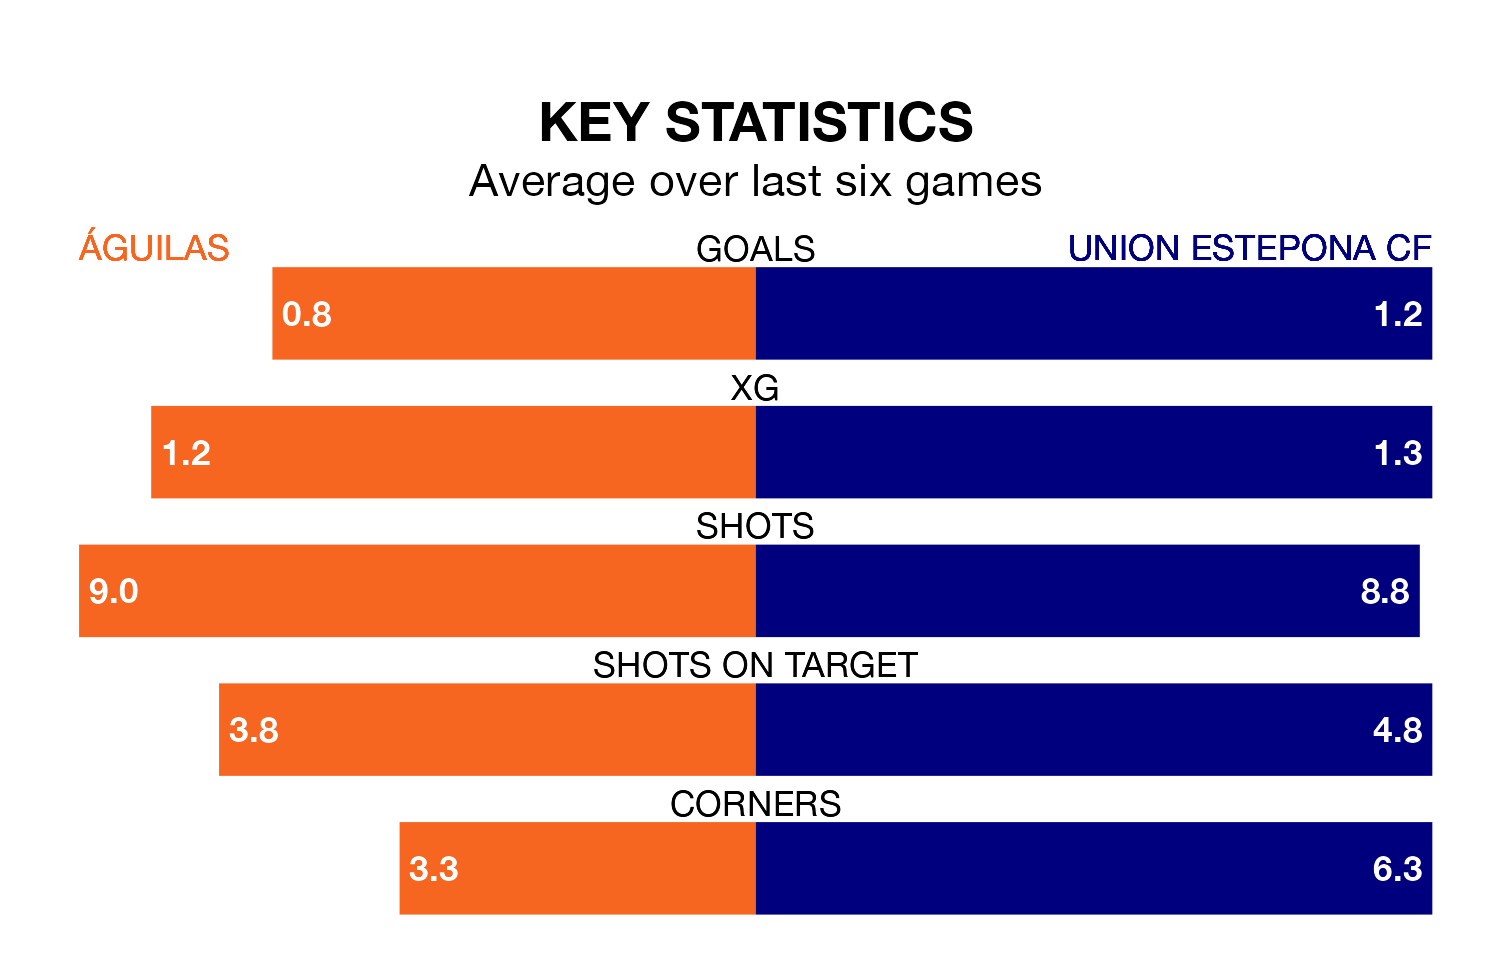 KEY STATISTICS
Average over last six games
ÁGUILAS GOALS UNION ESTEPONA CF
0.8 1.2
XG
1.2 1.3
SHOTS
9.0 8.8
SHOTS ON TARGET
3.8 4.8
CORNERS
3.3 6.3